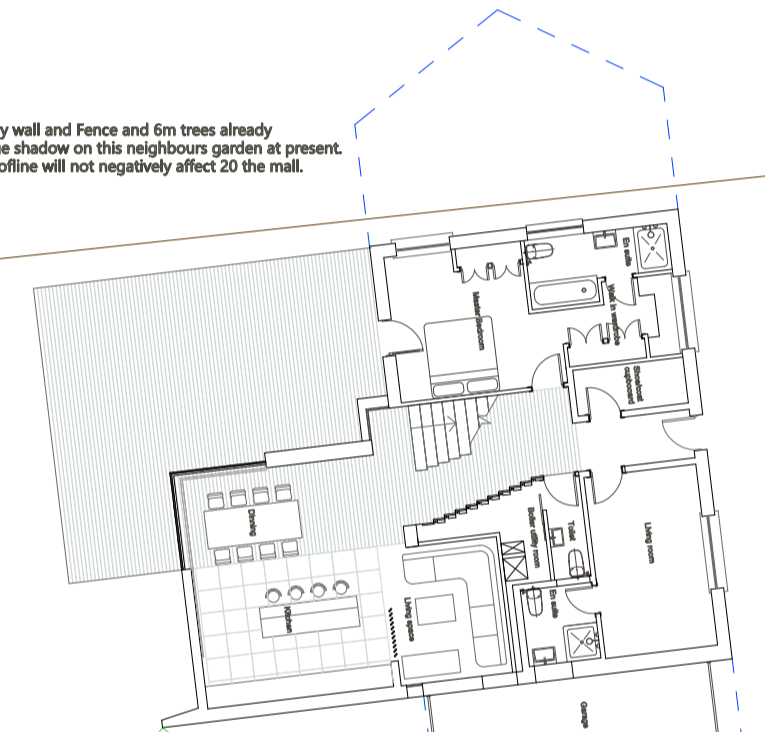 y wall and Fence and 6m trees already
e shadow on this neighbours garden at present.
ofline will not negatively affect 20 the mall.
En suite
Walk in wardrobe
Master Bedroom
Shoe/coat
cupboard
Dinning
Boiler utility room
Toilet
Living room
Kitchen
Living space
En suite
Garage